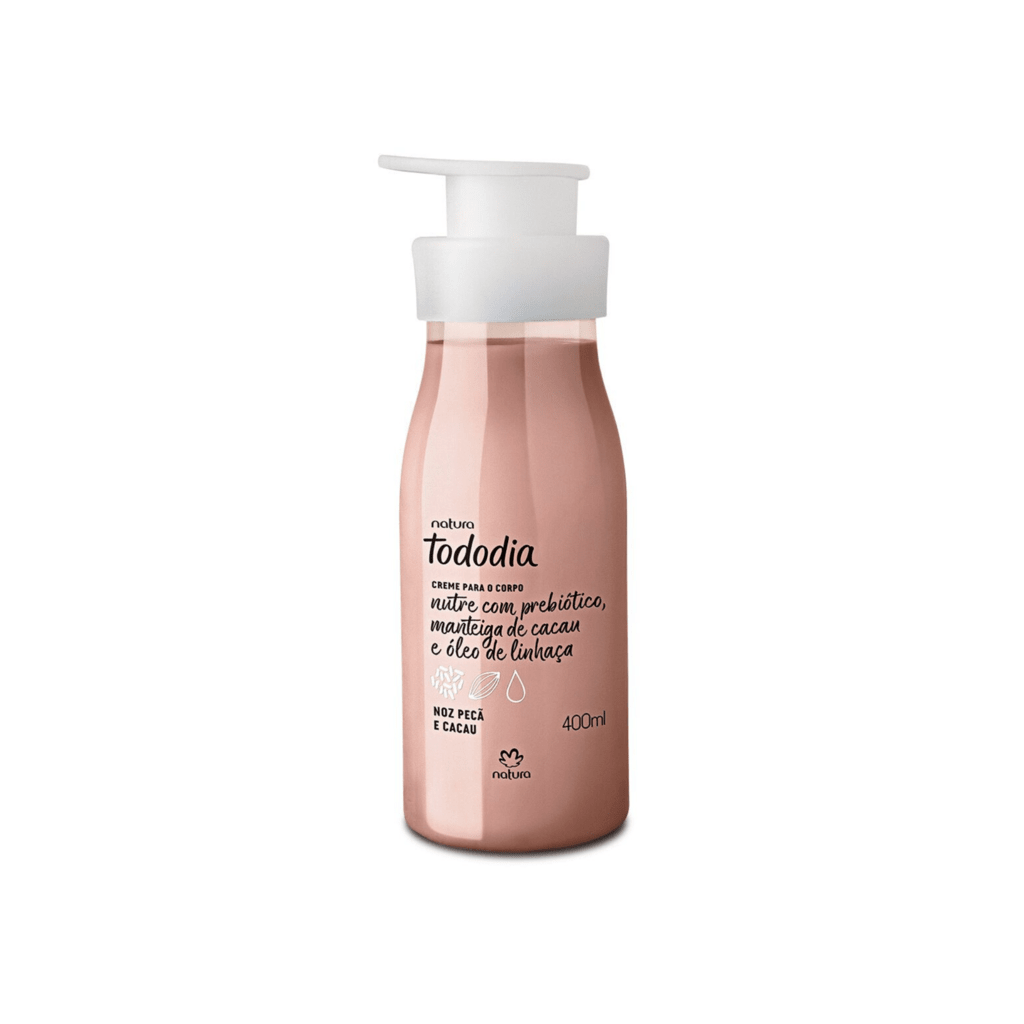 natura
Tododia
CREME PARA O CORPO
nutre com prebiótico,
manteiga de cacau
e óleo de linhaça
NOZ PECÃ
E CACAU
400ml
natura